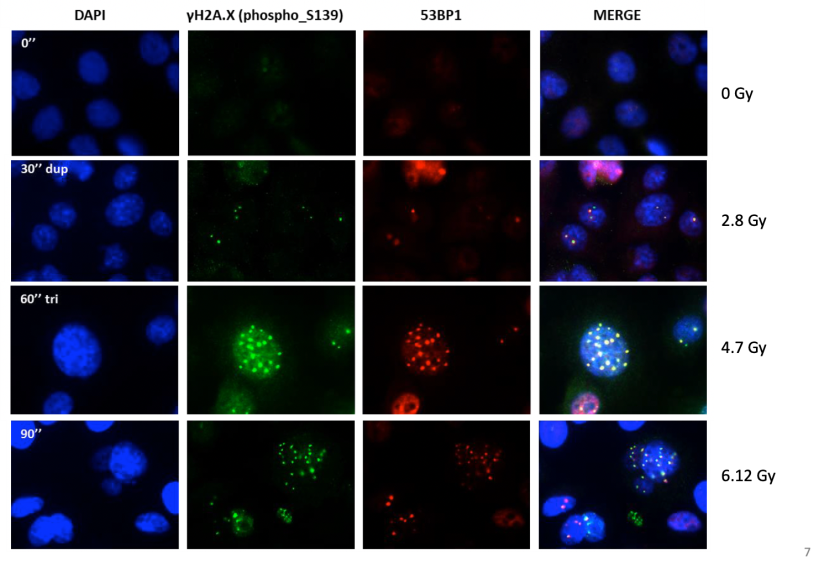 DAPI
γH2A.X (phospho_S139)
53BP1
MERGE
0’’
0 Gy
30’’ dup
2.8 Gy
60’’ tri
4.7 Gy
90’’
6.12 Gy
7